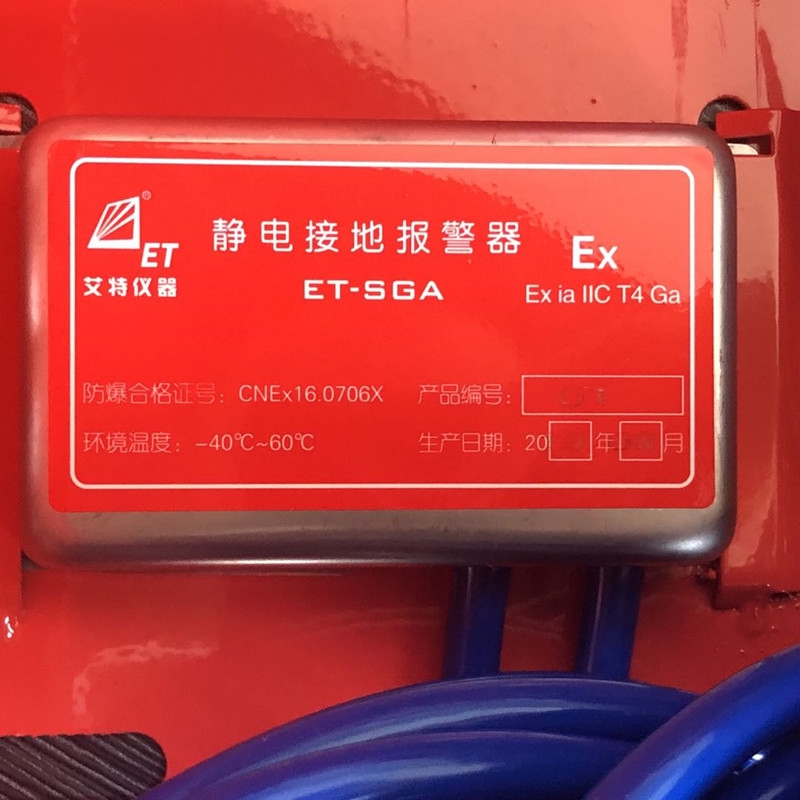 ®
ET
艾特仪器
静电接地报警器
ET-SGA
Ex
Ex ia IIC T4 Ga
防爆合格证号：CNEx16.0706X
产品编号：
环境温度：-40℃~60℃
生产日期：20 年 月